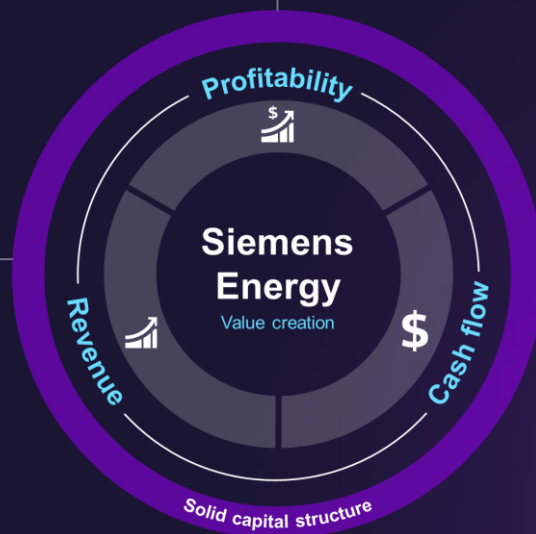 Profitability
$
Siemens
Energy
Value creation
Revenue
$
Cash flow
Solid capital structure